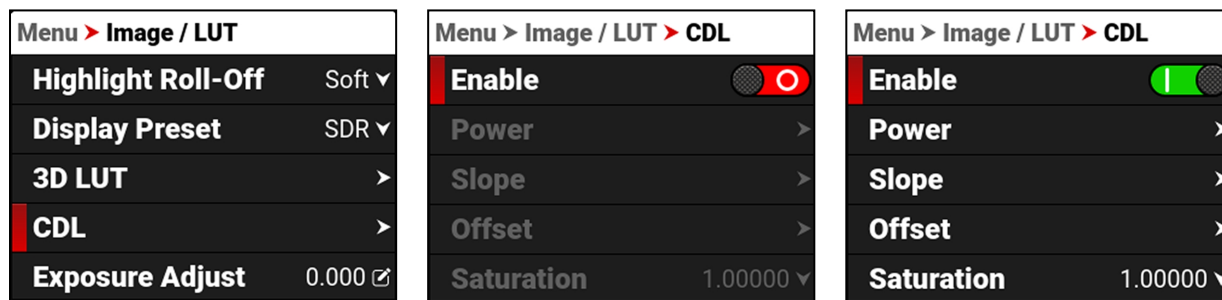 Menu > Image / LUT
Highlight Roll-Off Soft
Display Preset SDR
3D LUT
CDL
Exposure Adjust 0.000
Menu > Image / LUT > CDL
Enable
Power
Slope
Offset
Saturation 1.00000
Menu > Image / LUT > CDL
Enable
Power
Slope
Offset
Saturation 1.00000